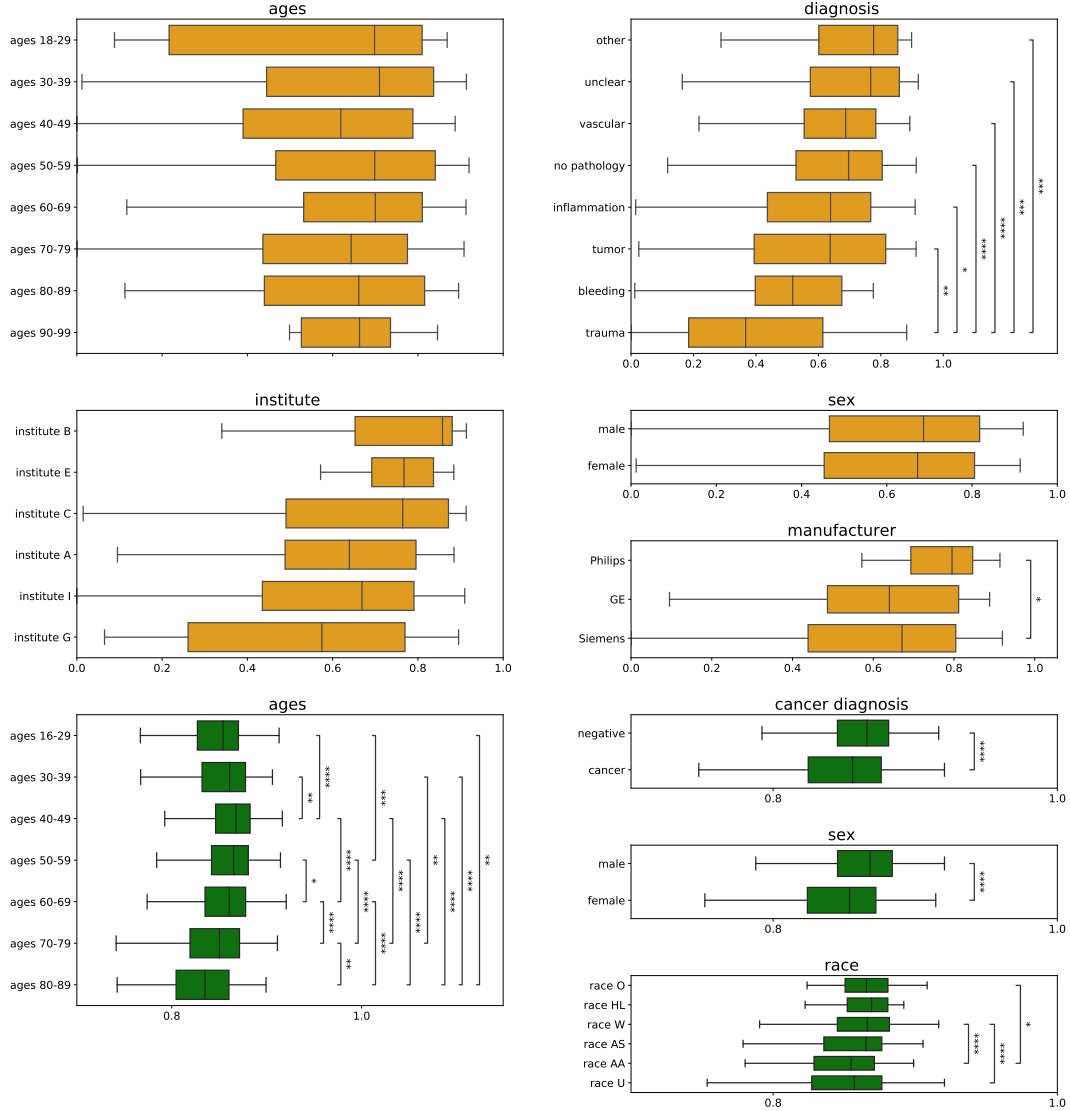 ages
ages 18-29
ages 30-39
ages 40-49
ages 50-59
ages 60-69
ages 70-79
ages 80-89
ages 90-99
diagnosis
other
unclear
vascular
no pathology
inflammation
tumor
bleeding
trauma
**
*
****
****
***
***
0.0 0.2 0.4 0.6 0.8 1.0
institute
institute B
institute E
institute C
institute A
institute I
institute G
0.0 0.2 0.4 0.6 0.8 1.0
sex
male
female
0.0 0.2 0.4 0.6 0.8 1.0
manufacturer
Philips
GE
Siemens
*
0.0 0.2 0.4 0.6 0.8 1.0
ages
ages 16-29
ages 30-39
ages 40-49
ages 50-59
ages 60-69
ages 70-79
ages 80-89
**
*
****
****
**
****
****
***
****
****
****
**
****
****
**
0.8 1.0
cancer diagnosis
negative
cancer
****
0.8 1.0
sex
male
female
****
0.8 1.0
race
race O
race HL
race W
race AS
race AA
race U
****
****
*
0.8 1.0